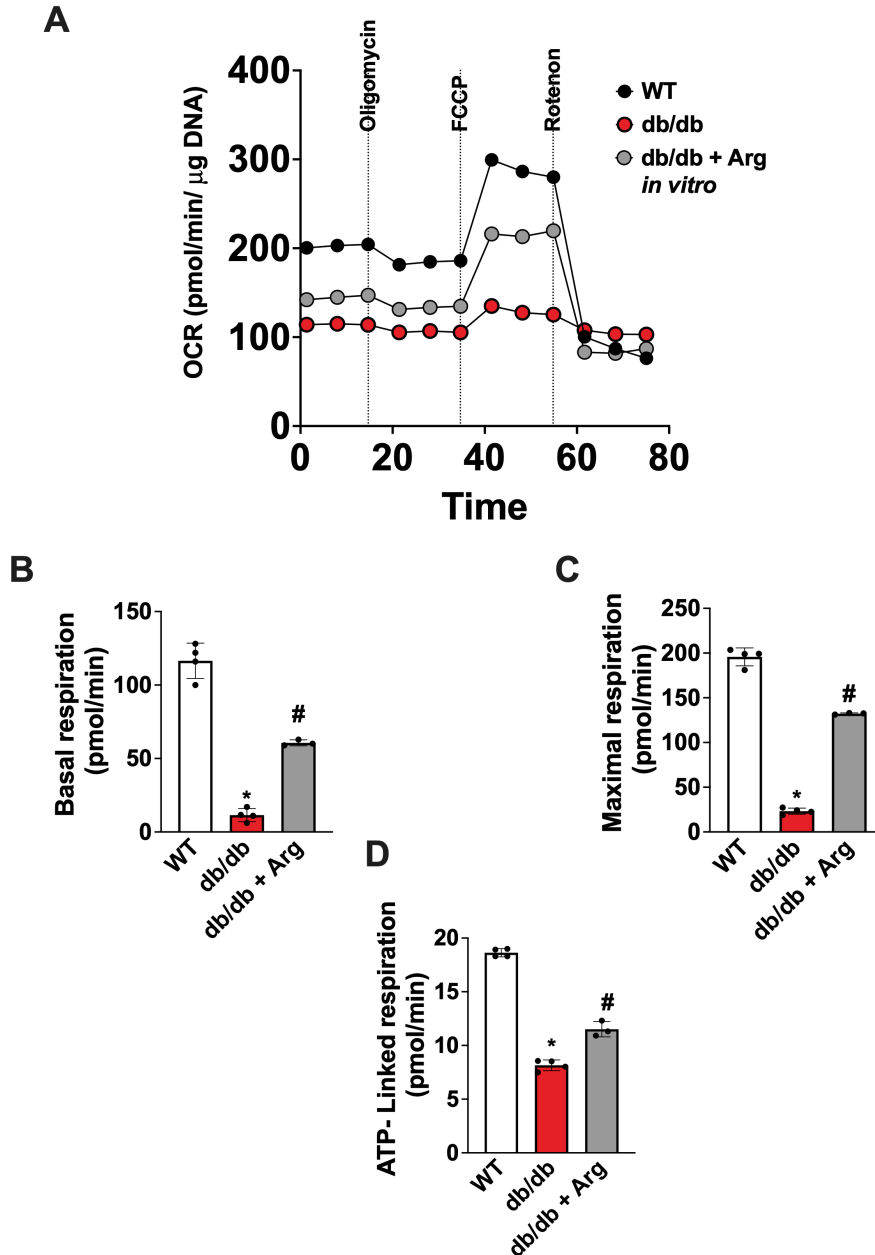 A
400
300
200
100
0
OCR (pmol/min/ μg DNA)
Oligomycin
FCCP
Rotenon
WT
db/db
db/db + Arg
in vitro
0 20 40 60 80
Time
B
150
100
50
0
Basal respiration
(pmol/min)
*
#
WT
db/db
db/db + Arg
C
250
200
150
100
50
0
Maximal respiration
(pmol/min)
*
#
WT
db/db
db/db + Arg
D
20
15
10
5
0
ATP- Linked respiration
(pmol/min)
*
#
WT
db/db
db/db + Arg